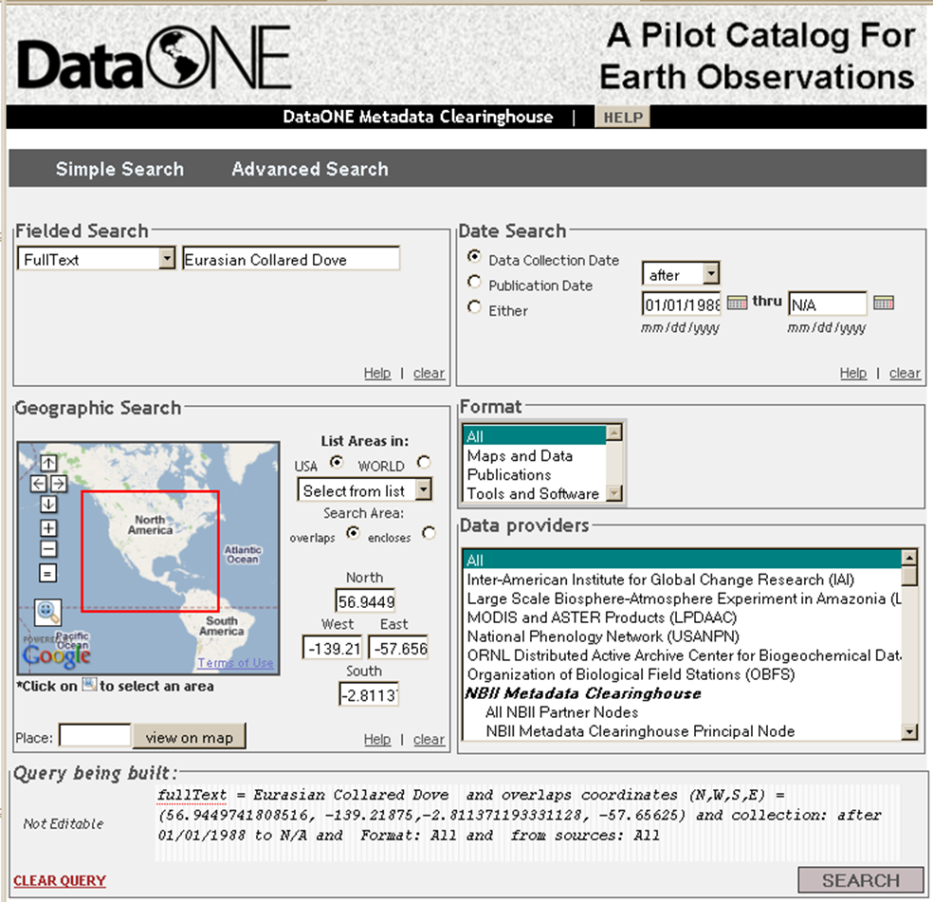 DataONE
A Pilot Catalog For
Earth Observations
DataONE Metadata Clearinghouse | HELP
Simple Search Advanced Search
Fielded Search
FullText Eurasian Collared Dove
Help | clear
Date Search
Data Collection Date
Publication Date
Either
after
01/01/1988 thru N/A
mm/dd/yyyy mm/dd/yyyy
Help | clear
Geographic Search
North
America
Atlantic
Ocean
South
America
POWERED BY
Pacific
Ocean
Google
Terms of Use
*Click on to select an area
Place: view on map
List Areas in:
USA WORLD
Select from list
Search Area:
overlaps encloses
North
56.9449
West East
-139.21 -57.656
South
-2.8113
Help | clear
Format
All
Maps and Data
Publications
Tools and Software
Data providers
All
Inter-American Institute for Global Change Research (IAI)
Large Scale Biosphere-Atmosphere Experiment in Amazonia (L
MODIS and ASTER Products (LPDAAC)
National Phenology Network (USANPN)
ORNL Distributed Active Archive Center for Biogeochemical Dat
Organization of Biological Field Stations (OBFS)
NBII Metadata Clearinghouse
All NBII Partner Nodes
NBII Metadata Clearinghouse Principal Node
Query being built:
Not Editable
fullText = Eurasian Collared Dove and overlaps coordinates (N,W,S,E) =
(56.9449741808516, -139.21875,-2.811371193331128, -57.65625) and collection: after
01/01/1988 to N/A and Format: All and from sources: All
CLEAR QUERY
SEARCH